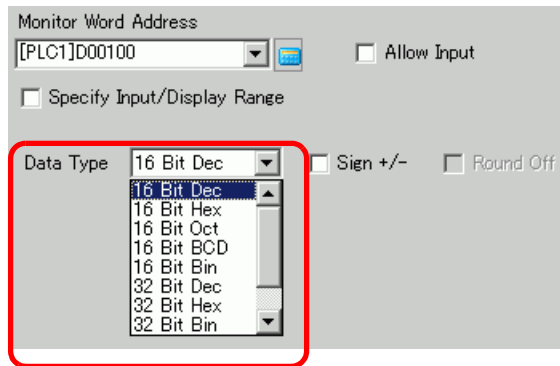 Monitor Word Address
[PLC1]D00100
Allow Input
Specify Input/Display Range
Data Type 16 Bit Dec Sign +/- Round Off
16 Bit Dec
16 Bit Hex
16 Bit Oct
16 Bit BCD
16 Bit Bin
32 Bit Dec
32 Bit Hex
32 Bit Bin